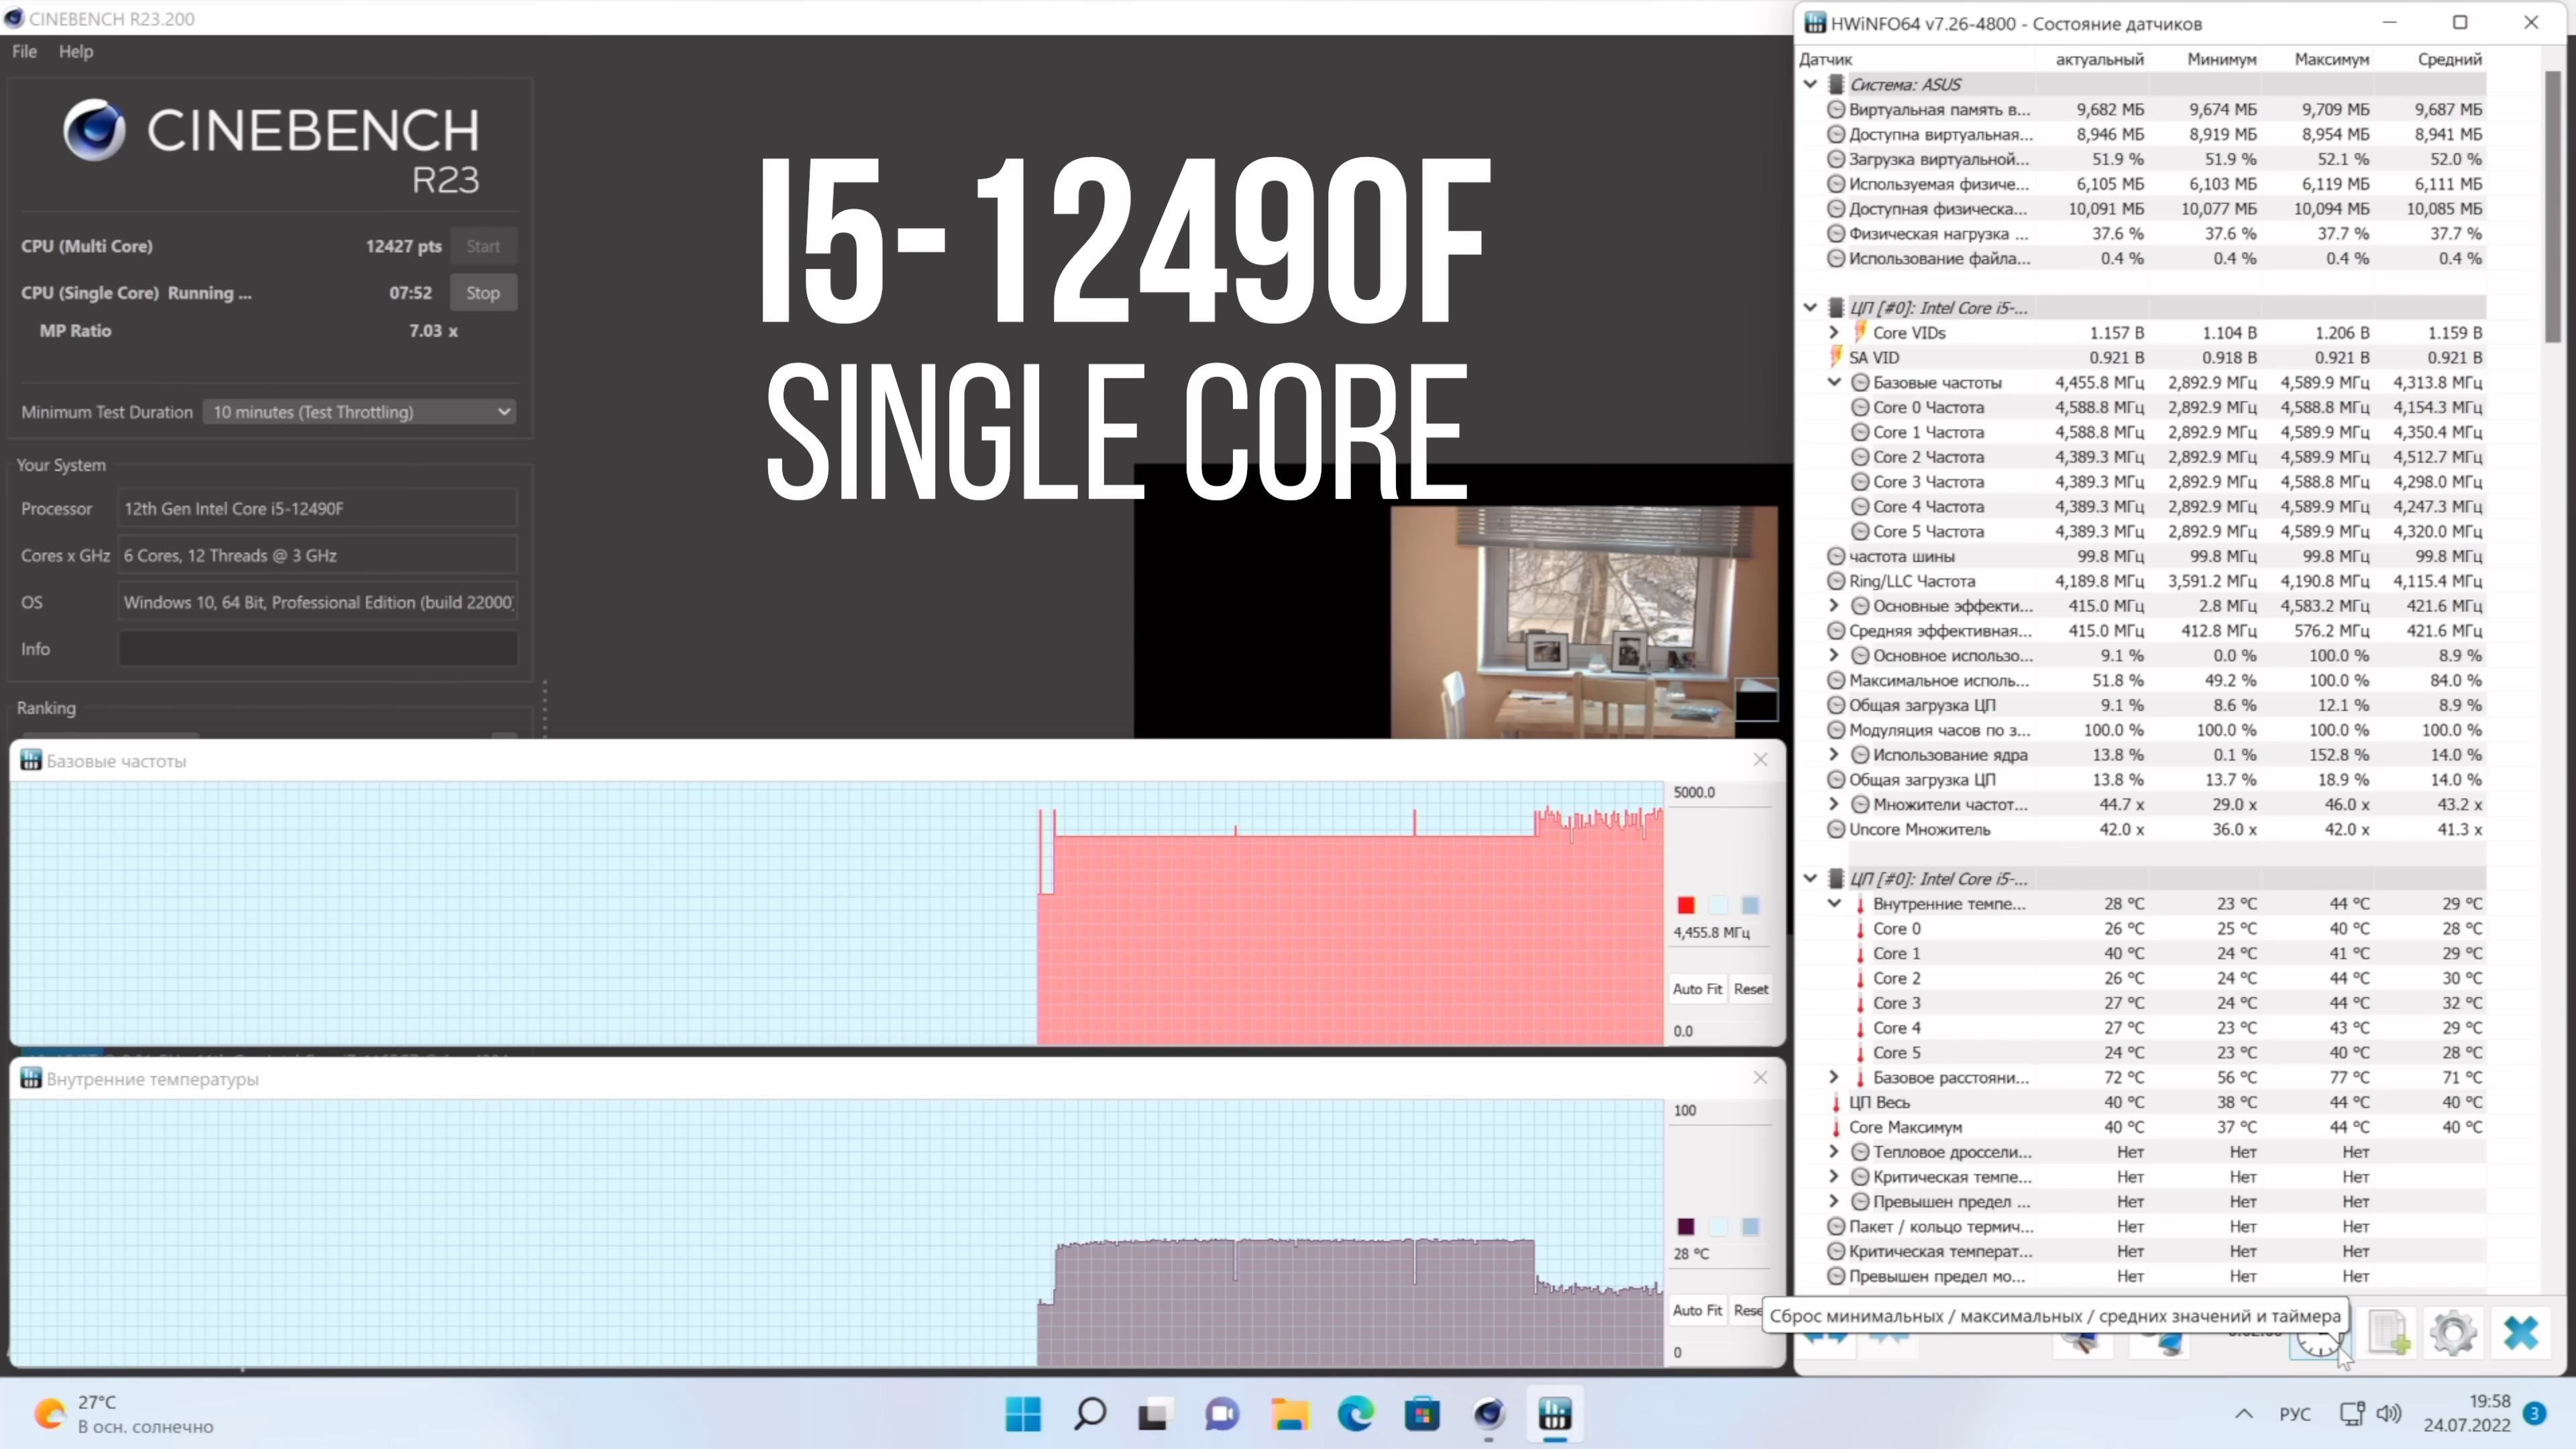 CINEBENCH R23.200
File Help
CINEBENCH
R23
CPU (Multi Core) 12427 pts Start
CPU (Single Core) Running ... 07:52 Stop
MP Ratio 7.03 x
Minimum Test Duration 10 minutes (Test Throttling)
Your System
Processor 12th Gen Intel Core i5-12490F
Cores x GHz 6 Cores, 12 Threads @ 3 GHz
OS Windows 10, 64 Bit, Professional Edition (build 22000)
Info
Ranking
I5-12490F
SINGLE CORE
Базовые частоты
5000.0
4,455.8 МГц
Auto Fit Reset
0.0
Внутренние температуры
100
28 °C
Auto Fit Rese
0
HWiNFO64 v7.26-4800 - Состояние датчиков
Датчик актуальный Минимум Максимум Средний
Система: ASUS
Виртуальная память в... 9,682 МБ 9,674 МБ 9,709 МБ 9,687 МБ
Доступна виртуальная... 8,946 МБ 8,919 МБ 8,954 МБ 8,941 МБ
Загрузка виртуальной... 51.9 % 51.9 % 52.1 % 52.0 %
Используемая физиче... 6,105 МБ 6,103 МБ 6,119 МБ 6,111 МБ
Доступная физическа... 10,091 МБ 10,077 МБ 10,094 МБ 10,085 МБ
Физическая нагрузка ... 37.6 % 37.6 % 37.7 % 37.7 %
Использование файла... 0.4 % 0.4 % 0.4 % 0.4 %
ЦП [#0]: Intel Core i5-...
Core VIDs 1.157 В 1.104 В 1.206 В 1.159 В
SA VID 0.921 В 0.918 В 0.921 В 0.921 В
Базовые частоты 4,455.8 МГц 2,892.9 МГц 4,589.9 МГц 4,313.8 МГц
Core 0 Частота 4,588.8 МГц 2,892.9 МГц 4,588.8 МГц 4,154.3 МГц
Core 1 Частота 4,588.8 МГц 2,892.9 МГц 4,589.9 МГц 4,350.4 МГц
Core 2 Частота 4,389.3 МГц 2,892.9 МГц 4,589.9 МГц 4,512.7 МГц
Core 3 Частота 4,389.3 МГц 2,892.9 МГц 4,588.8 МГц 4,298.0 МГц
Core 4 Частота 4,389.3 МГц 2,892.9 МГц 4,589.9 МГц 4,247.3 МГц
Core 5 Частота 4,389.3 МГц 2,892.9 МГц 4,589.9 МГц 4,320.0 МГц
частота шины 99.8 МГц 99.8 МГц 99.8 МГц 99.8 МГц
Ring/LLC Частота 4,189.8 МГц 3,591.2 МГц 4,190.8 МГц 4,115.4 МГц
Основные эффекти... 415.0 МГц 2.8 МГц 4,583.2 МГц 421.6 МГц
Средняя эффективная... 415.0 МГц 412.8 МГц 576.2 МГц 421.6 МГц
Основное использо... 9.1 % 0.0 % 100.0 % 8.9 %
Максимальное исполь... 51.8 % 49.2 % 100.0 % 84.0 %
Общая загрузка ЦП 9.1 % 8.6 % 12.1 % 8.9 %
Модуляция часов по з... 100.0 % 100.0 % 100.0 % 100.0 %
Использование ядра 13.8 % 0.1 % 152.8 % 14.0 %
Общая загрузка ЦП 13.8 % 13.7 % 18.9 % 14.0 %
Множители частот... 44.7 x 29.0 x 46.0 x 43.2 x
Uncore Множитель 42.0 x 36.0 x 42.0 x 41.3 x
ЦП [#0]: Intel Core i5-...
Внутренние темпе... 28 °C 23 °C 44 °C 29 °C
Core 0 26 °C 25 °C 40 °C 28 °C
Core 1 40 °C 24 °C 41 °C 29 °C
Core 2 26 °C 24 °C 44 °C 30 °C
Core 3 27 °C 24 °C 44 °C 32 °C
Core 4 27 °C 23 °C 43 °C 29 °C
Core 5 24 °C 23 °C 40 °C 28 °C
Базовое расстояни... 72 °C 56 °C 77 °C 71 °C
ЦП Весь 40 °C 38 °C 44 °C 40 °C
Core Максимум 40 °C 37 °C 44 °C 40 °C
Тепловое дроссели... Нет Нет Нет
Критическая темпе... Нет Нет Нет
Превышен предел ... Нет Нет Нет
Пакет / кольцо термич... Нет Нет Нет
Критическая температ... Нет Нет Нет
Превышен предел мо... Нет Нет Нет
Сброс минимальных / максимальных / средних значений и таймера
27°C
В осн. солнечно
РУС
19:58
24.07.2022
3